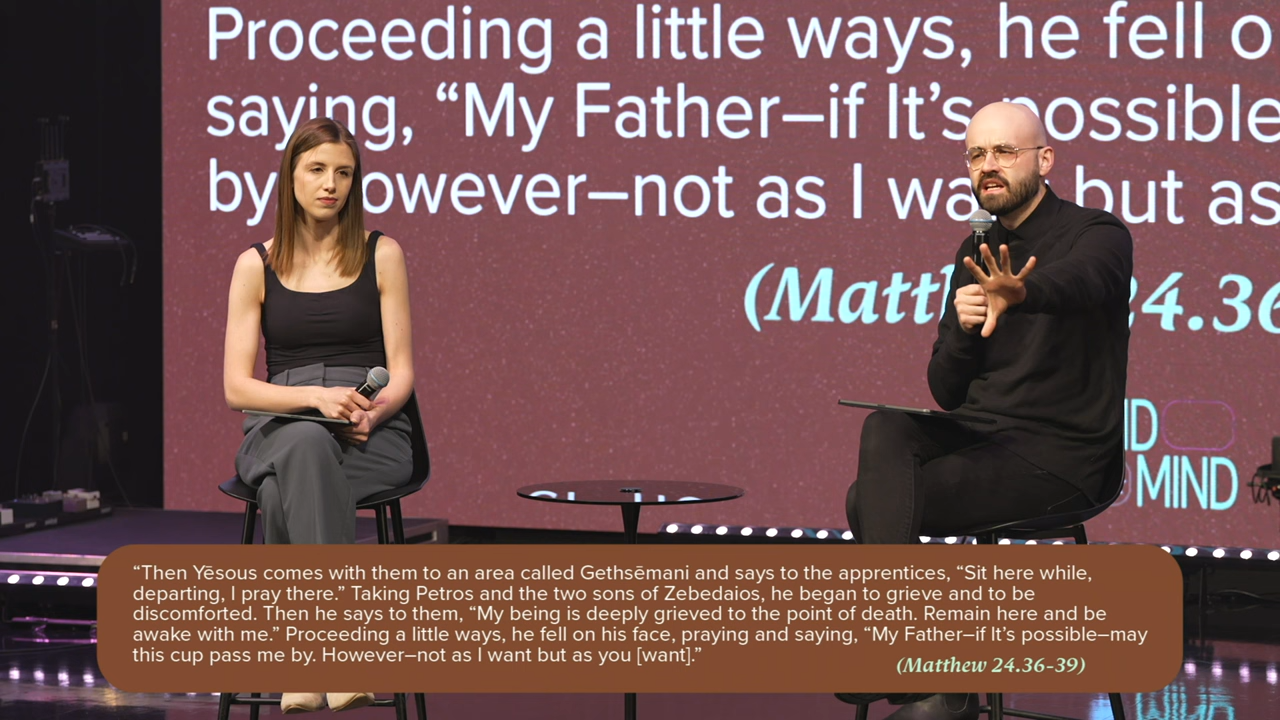 Proceeding a little ways, he fell o
saying, “My Father–if It’s possible
by However–not as I wa but as
(Matt 24.36
ND
MIND
“Then Yēsous comes with them to an area called Gethsēmani and says to the apprentices, “Sit here while,
departing, I pray there.” Taking Petros and the two sons of Zebedaios, he began to grieve and to be
discomforted. Then he says to them, “My being is deeply grieved to the point of death. Remain here and be
awake with me.” Proceeding a little ways, he fell on his face, praying and saying, “My Father–if It’s possible–may
this cup pass me by. However–not as I want but as you [want].”
(Matthew 24.36-39)